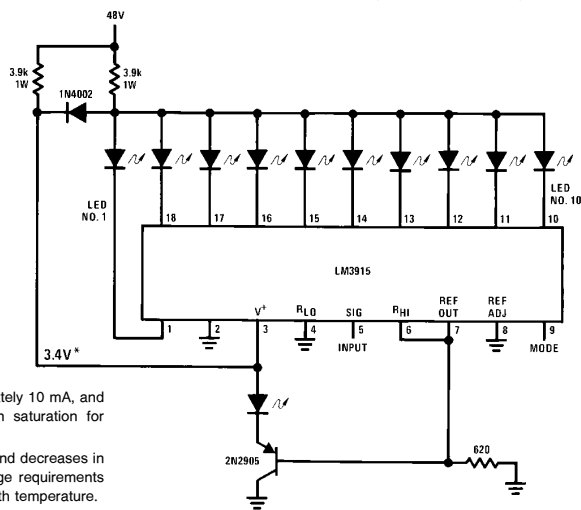 48V
3.9k
1W
1N4002
3.9k
1W
LED
NO. 1
18
17
16
15
14
13
12
11
10
LED
NO. 10
LM3915
V+
RLO
SIG
RHI
REF
OUT
REF
ADJ
1
2
3
4
5
6
7
8
9
INPUT
MODE
3.4V*
tely 10 mA, and
saturation for
nd decreases in
ge requirements
th temperature.
2N2905
620